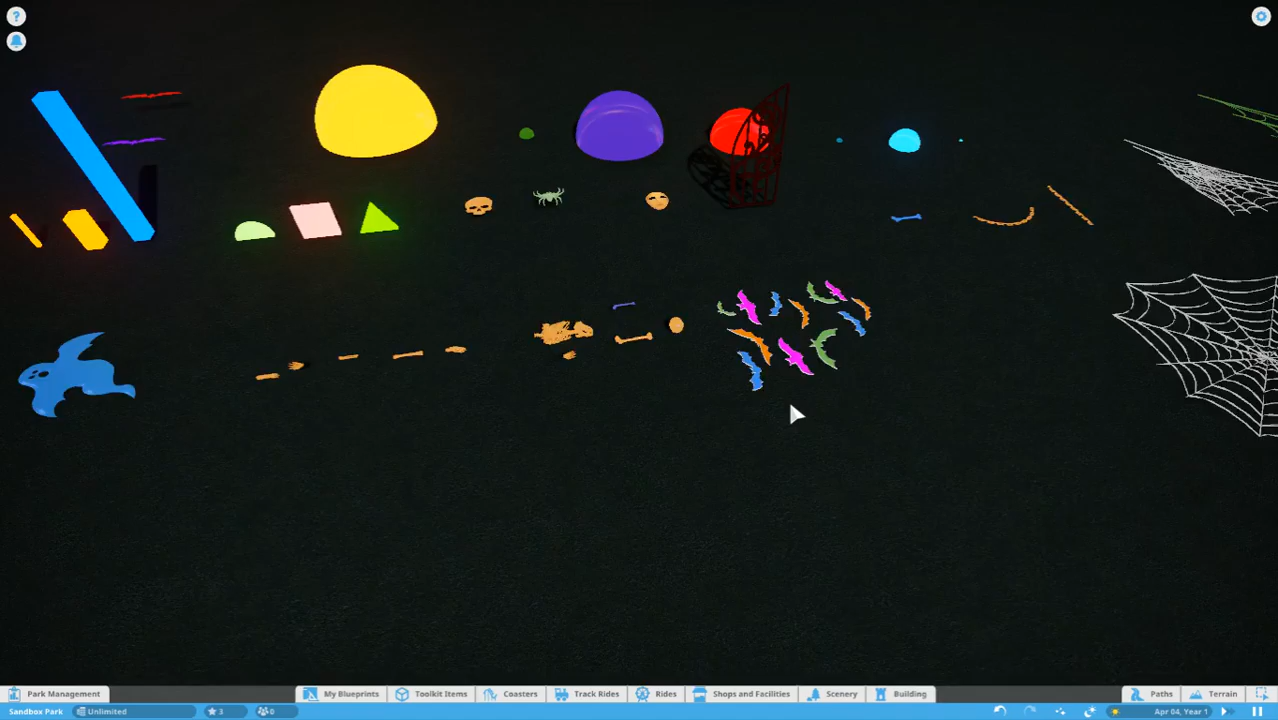 ?
Park Management
My Blueprints
Toolkit Items
Coasters
Track Rides
Rides
Shops and Facilities
Scenery
Building
Paths
Terrain
Sandbox Park
Unlimited
3
0
Apr 04, Year 1